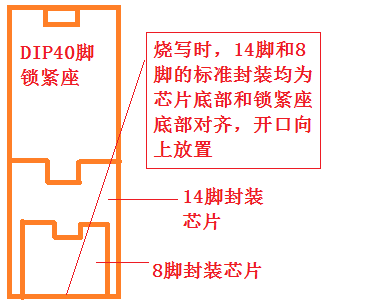 DIP40脚
锁紧座
烧写时，14脚和8
脚的标准封装均为
芯片底部和锁紧座
底部对齐，开口向
上放置
14脚封装
芯片
8脚封装芯片